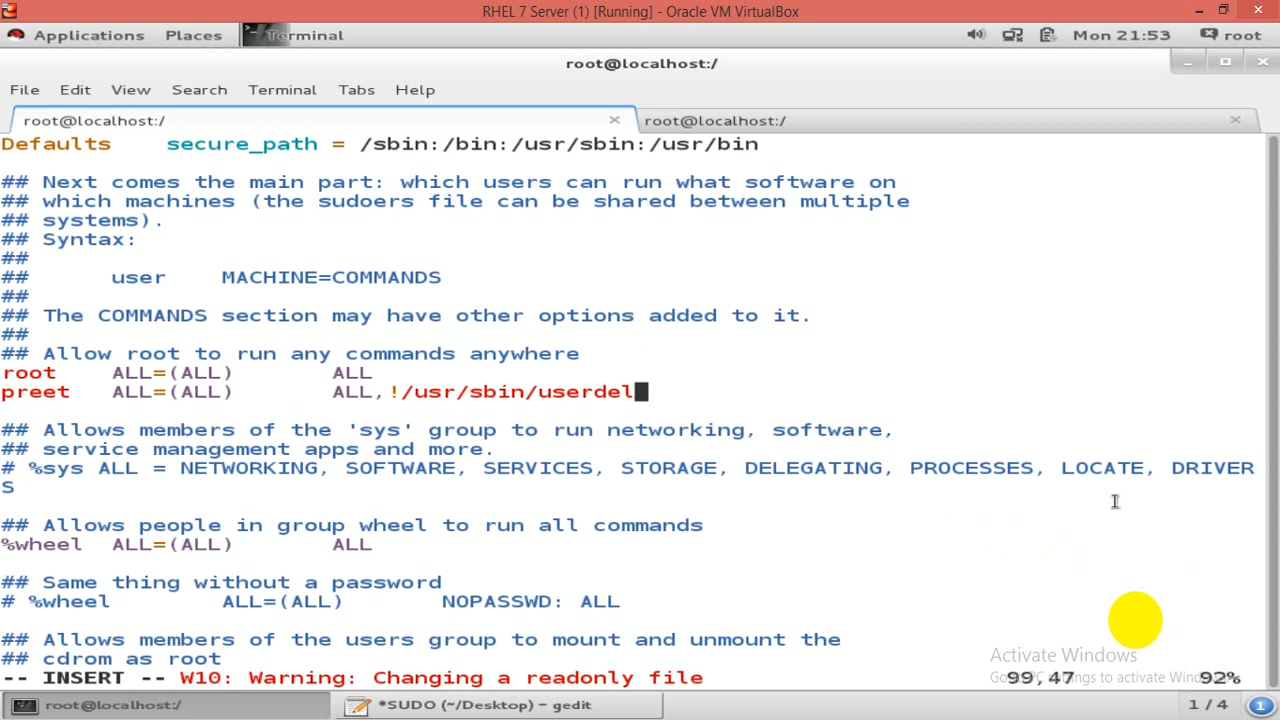 RHEL 7 Server (1) [Running] - Oracle VM VirtualBox
Applications Places Terminal Mon 21:53 root
root@localhost:/
File Edit View Search Terminal Tabs Help
root@localhost:/ × root@localhost:/ ×
Defaults    secure_path = /sbin:/bin:/usr/sbin:/usr/bin
## Next comes the main part: which users can run what software on
## which machines (the sudoers file can be shared between multiple
## systems).
## Syntax:
##
##      user    MACHINE=COMMANDS
##
## The COMMANDS section may have other options added to it.
##
## Allow root to run any commands anywhere
root    ALL=(ALL)       ALL
preet   ALL=(ALL)       ALL,!/usr/sbin/userdel
## Allows members of the 'sys' group to run networking, software,
## service management apps and more.
# %sys ALL = NETWORKING, SOFTWARE, SERVICES, STORAGE, DELEGATING, PROCESSES, LOCATE, DRIVER
S
## Allows people in group wheel to run all commands
%wheel  ALL=(ALL)       ALL
## Same thing without a password
# %wheel        ALL=(ALL)       NOPASSWD: ALL
## Allows members of the users group to mount and unmount the
## cdrom as root
Activate Windows
-- INSERT -- W10: Warning: Changing a readonly file 99,47 92%
to activate
root@localhost:/ *SUDO (~/Desktop) - gedit 1 / 4 1